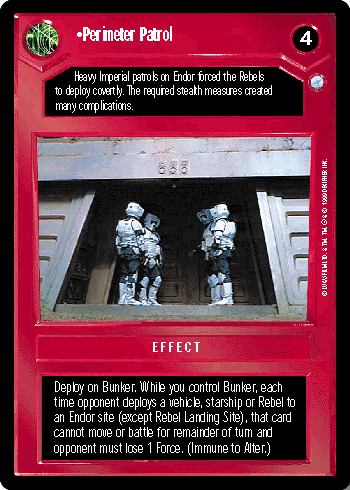 •Perimeter Patrol
4
Heavy Imperial patrols on Endor forced the Rebels
to deploy covertly. The required stealth measures created
many complications.
EFFECT
Deploy on Bunker. While you control Bunker, each
time opponent deploys a vehicle, starship or Rebel to
an Endor site (except Rebel Landing Site), that card
cannot move or battle for remainder of turn and
opponent must lose 1 Force. (Immune to Alter.)